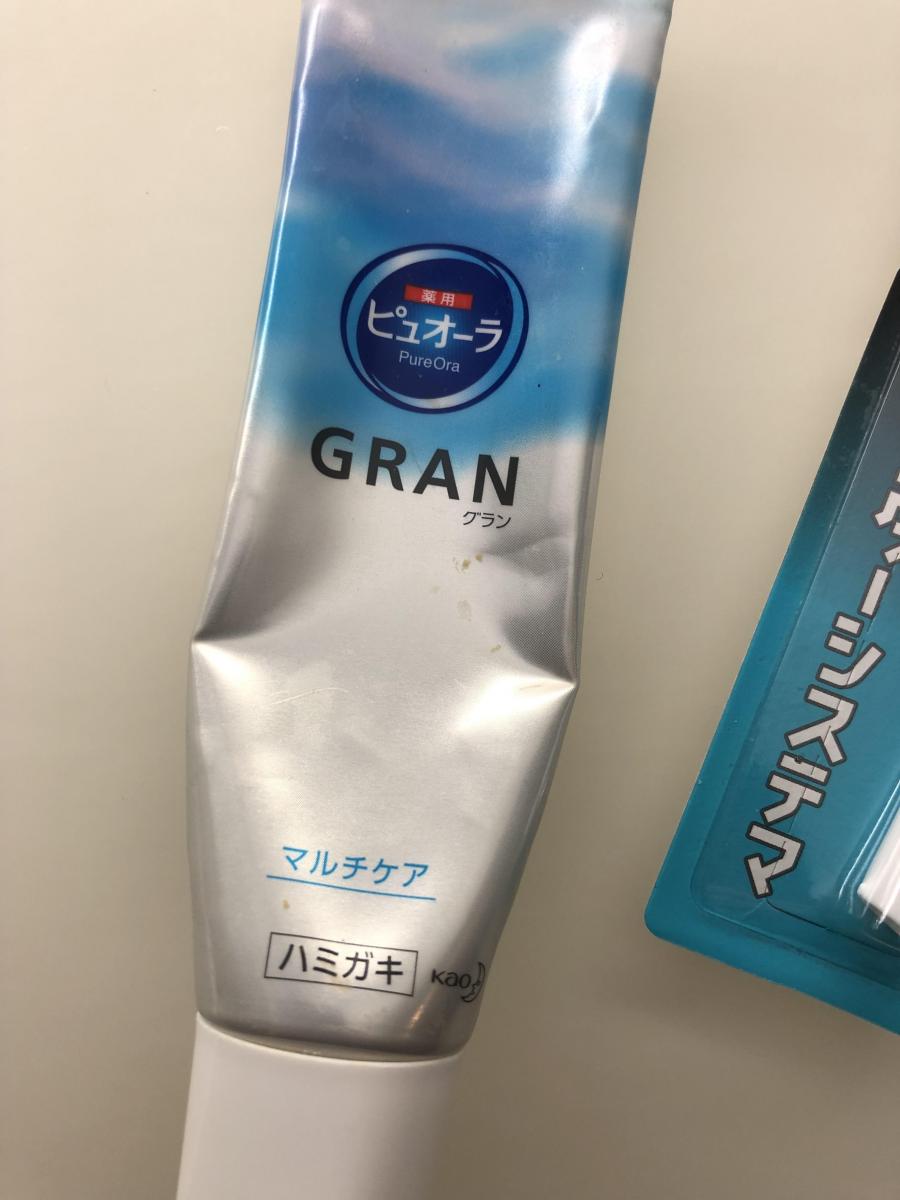 薬用
ピュオーラ
PureOra
GRAN
グラン
マルチケア
ハミガキ
Kao
ーシステマ